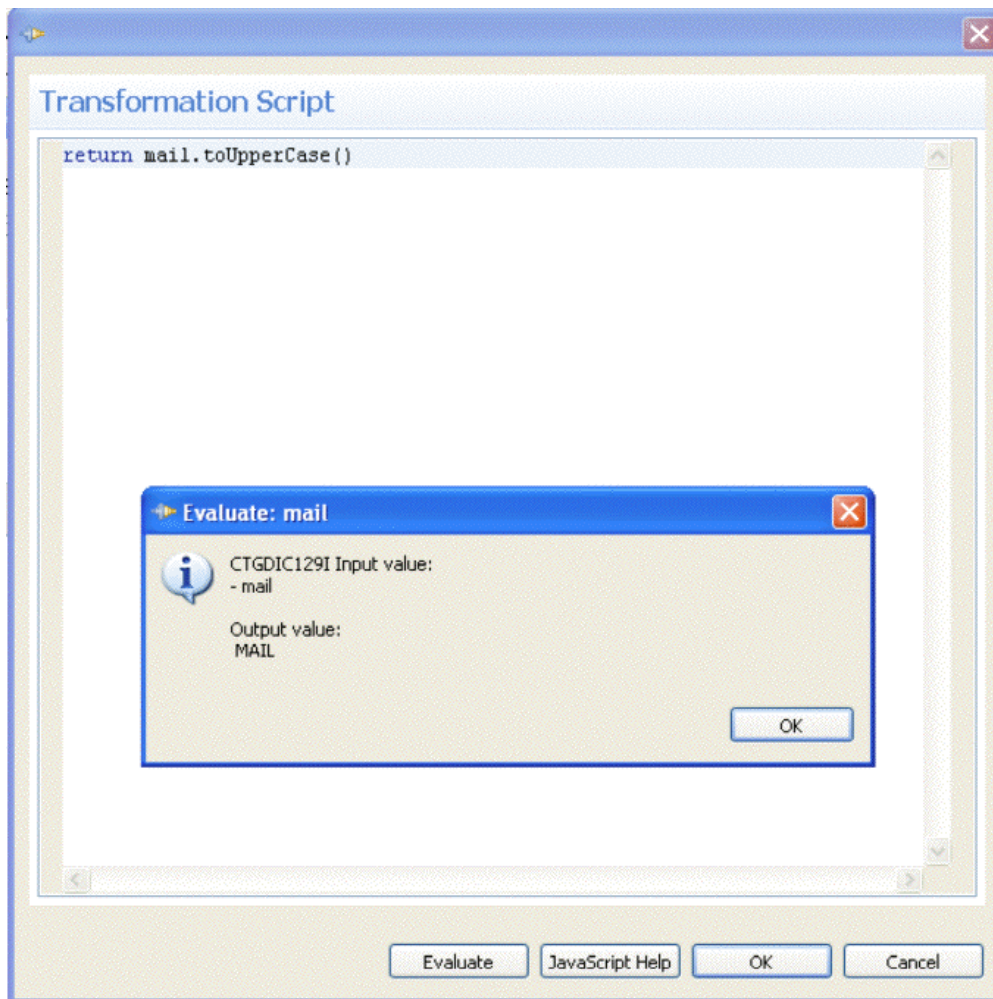 Transformation Script
return mail.toUpperCase()
Evaluate: mail
CTGDIC129I Input value:
- mail
Output value:
MAIL
OK
Evaluate
JavaScript Help
OK
Cancel